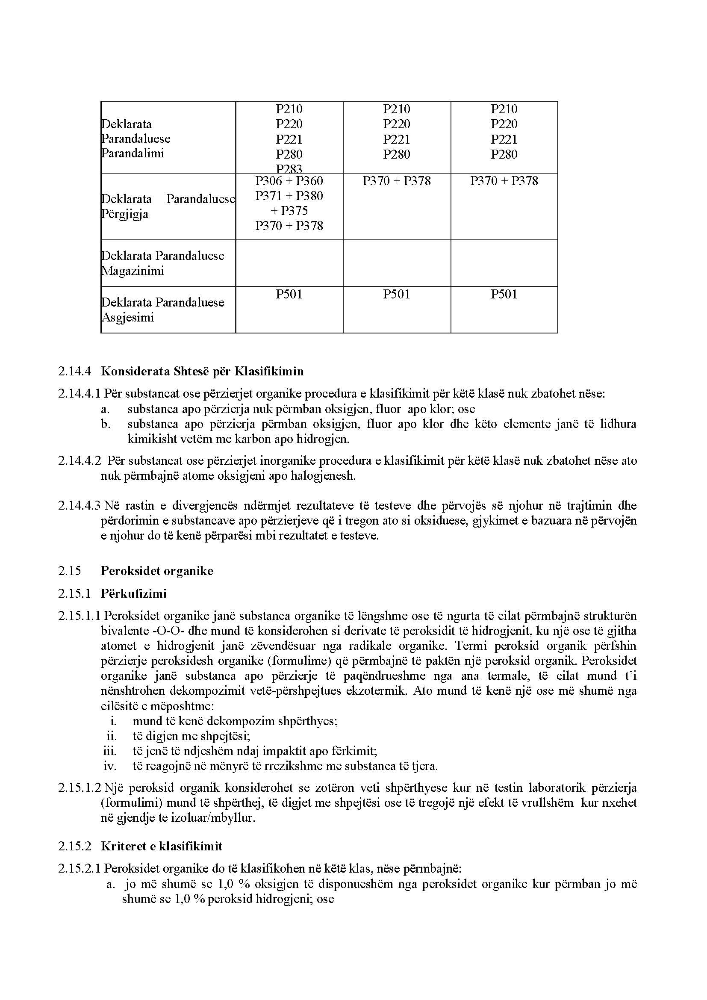 Deklarata
Parandaluese
Parandalimi
P210
P220
P221
P280
P283
P210
P220
P221
P280
P210
P220
P221
P280
Deklarata Parandaluese
Përgjigja
P306 + P360
P371 + P380
+ P375
P370 + P378
P370 + P378
P370 + P378
Deklarata Parandaluese
Magazinimi
Deklarata Parandaluese
Asgjesimi
P501
P501
P501
2.14.4 Konsiderata Shtesë për Klasifikimin
2.14.4.1 Për substancat ose përzierjet organike procedura e klasifikimit për këtë klasë nuk zbatohet nëse:
a. substanca apo përzierja nuk përmban oksigjen, fluor apo klor; ose
b. substanca apo përzierja përmban oksigjen, fluor apo klor dhe këto elemente janë të lidhura
kimikisht vetëm me karbon apo hidrogjen.
2.14.4.2 Për substancat ose përzierjet inorganike procedura e klasifikimit për këtë klasë nuk zbatohet nëse ato
nuk përmbajnë atome oksigjeni apo halogjenesh.
2.14.4.3 Në rastin e divergjencës ndërmjet rezultateve të testeve dhe përvojës së njohur në trajtimin dhe
përdorimin e substancave apo përzierjeve që i tregon ato si oksiduese, gjykimet e bazuara në përvojën
e njohur do të kenë përparësi mbi rezultatet e testeve.
2.15 Peroksidet organike
2.15.1 Përkufizimi
2.15.1.1 Peroksidet organike janë substanca organike të lëngshme ose të ngurta të cilat përmbajnë strukturën
bivalente -O-O- dhe mund të konsiderohen si derivate të peroksidit të hidrogjenit, ku një ose të gjitha
atomet e hidrogjenit janë zëvendësuar nga radikale organike. Termi peroksid organik përfshin
përzierje peroksidesh organike (formulime) që përmbajnë të paktën një peroksid organik. Peroksidet
organike janë substanca apo përzierje të paqëndrueshme nga ana termale, të cilat mund t’i
nënshtrohen dekompozimit vetë-përshpejtues ekzotermik. Ato mund të kenë një ose më shumë nga
cilësitë e mëposhtme:
i. mund të kenë dekompozim shpërthyes;
ii. të digjen me shpejtësi;
iii. të jenë të ndjeshëm ndaj impaktit apo fërkimit;
iv. të reagojnë në mënyrë të rrezikshme me substanca të tjera.
2.15.1.2 Një peroksid organik konsiderohet se zotëron veti shpërthyese kur në testin laboratorik përzierja
(formulimi) mund të shpërthej, të digjet me shpejtësi ose të tregojë një efekt të vrullshëm kur nxehet
në gjendje te izoluar/mbyllur.
2.15.2 Kriteret e klasifikimit
2.15.2.1 Peroksidet organike do të klasifikohen në këtë klas, nëse përmbajnë:
a. jo më shumë se 1,0 % oksigjen të disponueshëm nga peroksidet organike kur përmban jo më
shumë se 1,0 % peroksid hidrogjeni; ose